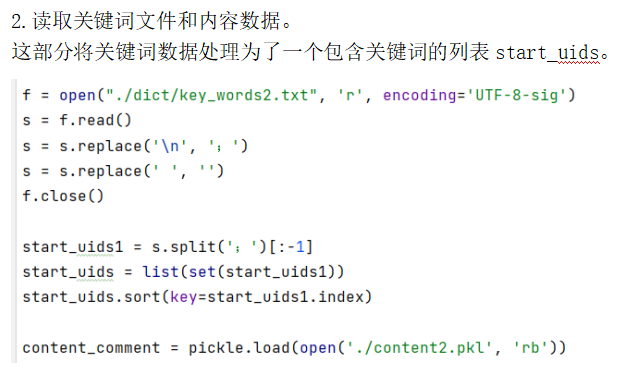 2.读取关键词文件和内容数据。
这部分将关键词数据处理为了一个包含关键词的列表 start_uids。
f = open("./dict/key_words2.txt", 'r', encoding='UTF-8-sig')
s = f.read()
s = s.replace('\n', '；')
s = s.replace(' ', '')
f.close()
start_uids1 = s.split('；')[:-1]
start_uids = list(set(start_uids1))
start_uids.sort(key=start_uids1.index)
content_comment = pickle.load(open('./content2.pkl', 'rb'))